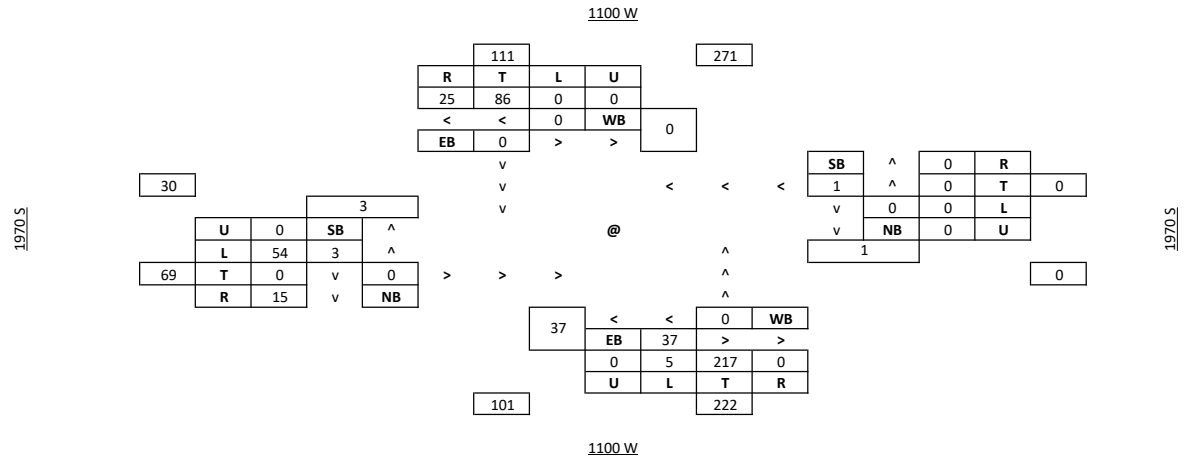 1100 W
111 271
R T L U
25 86 0 0
< < 0 WB 0
EB 0 > >
v SB ^ 0 R
30 v < < < 1 ^ 0 T 0
3 v v 0 0 L
U 0 SB ^ @ v NB 0 U
1970 S L 54 3 ^ ^ 1 1970 S
69 T 0 v 0 > > > ^ 0
R 15 v NB ^
37 < < 0 WB
EB 37 > >
0 5 217 0
U L T R
101 222
1100 W